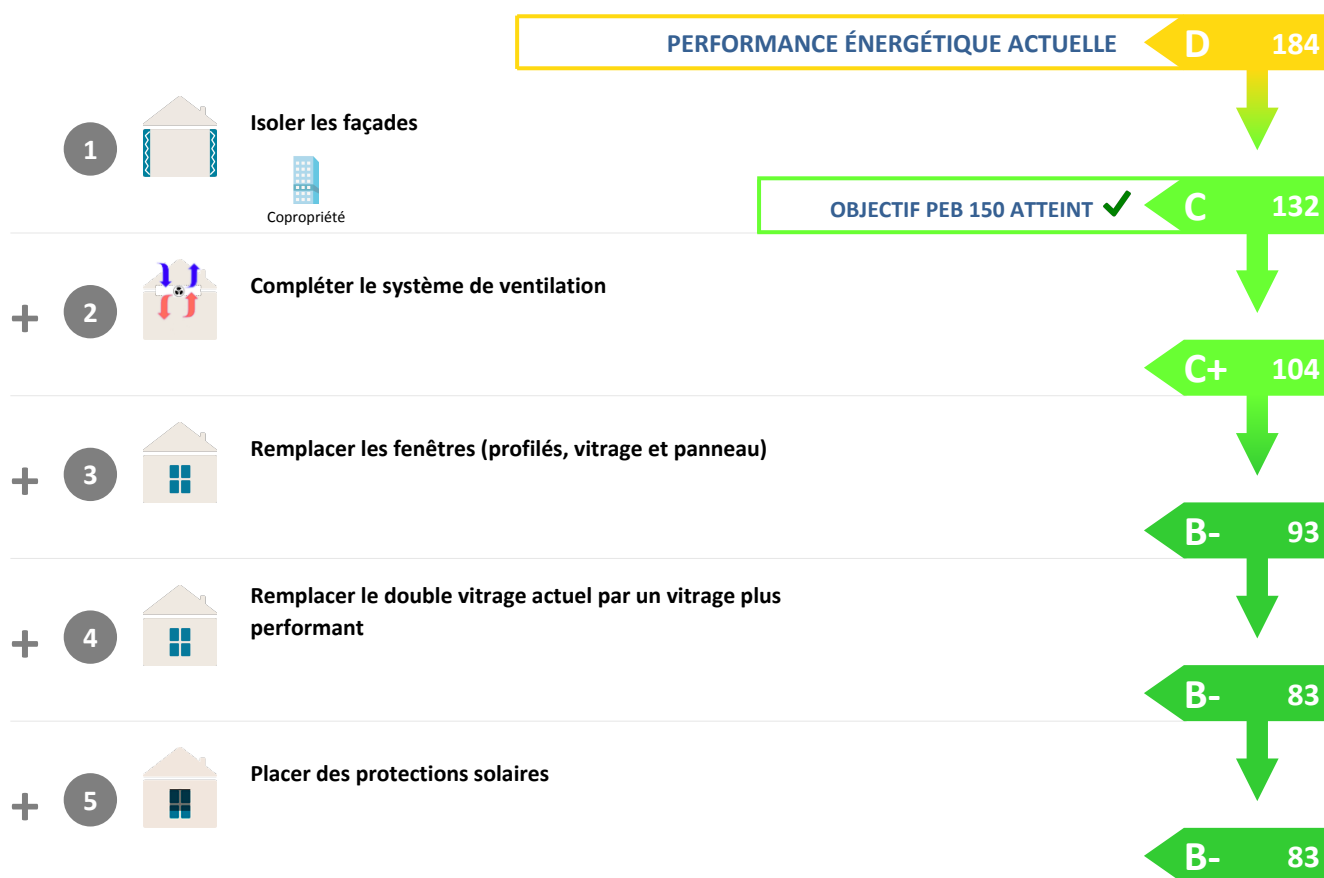 PERFORMANCE ÉNERGÉTIQUE ACTUELLE D 184
1 Isoler les façades
Copropriété
OBJECTIF PEB 150 ATTEINT C 132
+ 2 Compléter le système de ventilation
C+ 104
+ 3 Remplacer les fenêtres (profilés, vitrage et panneau)
B- 93
+ 4 Remplacer le double vitrage actuel par un vitrage plus
performant
B- 83
+ 5 Placer des protections solaires
B- 83